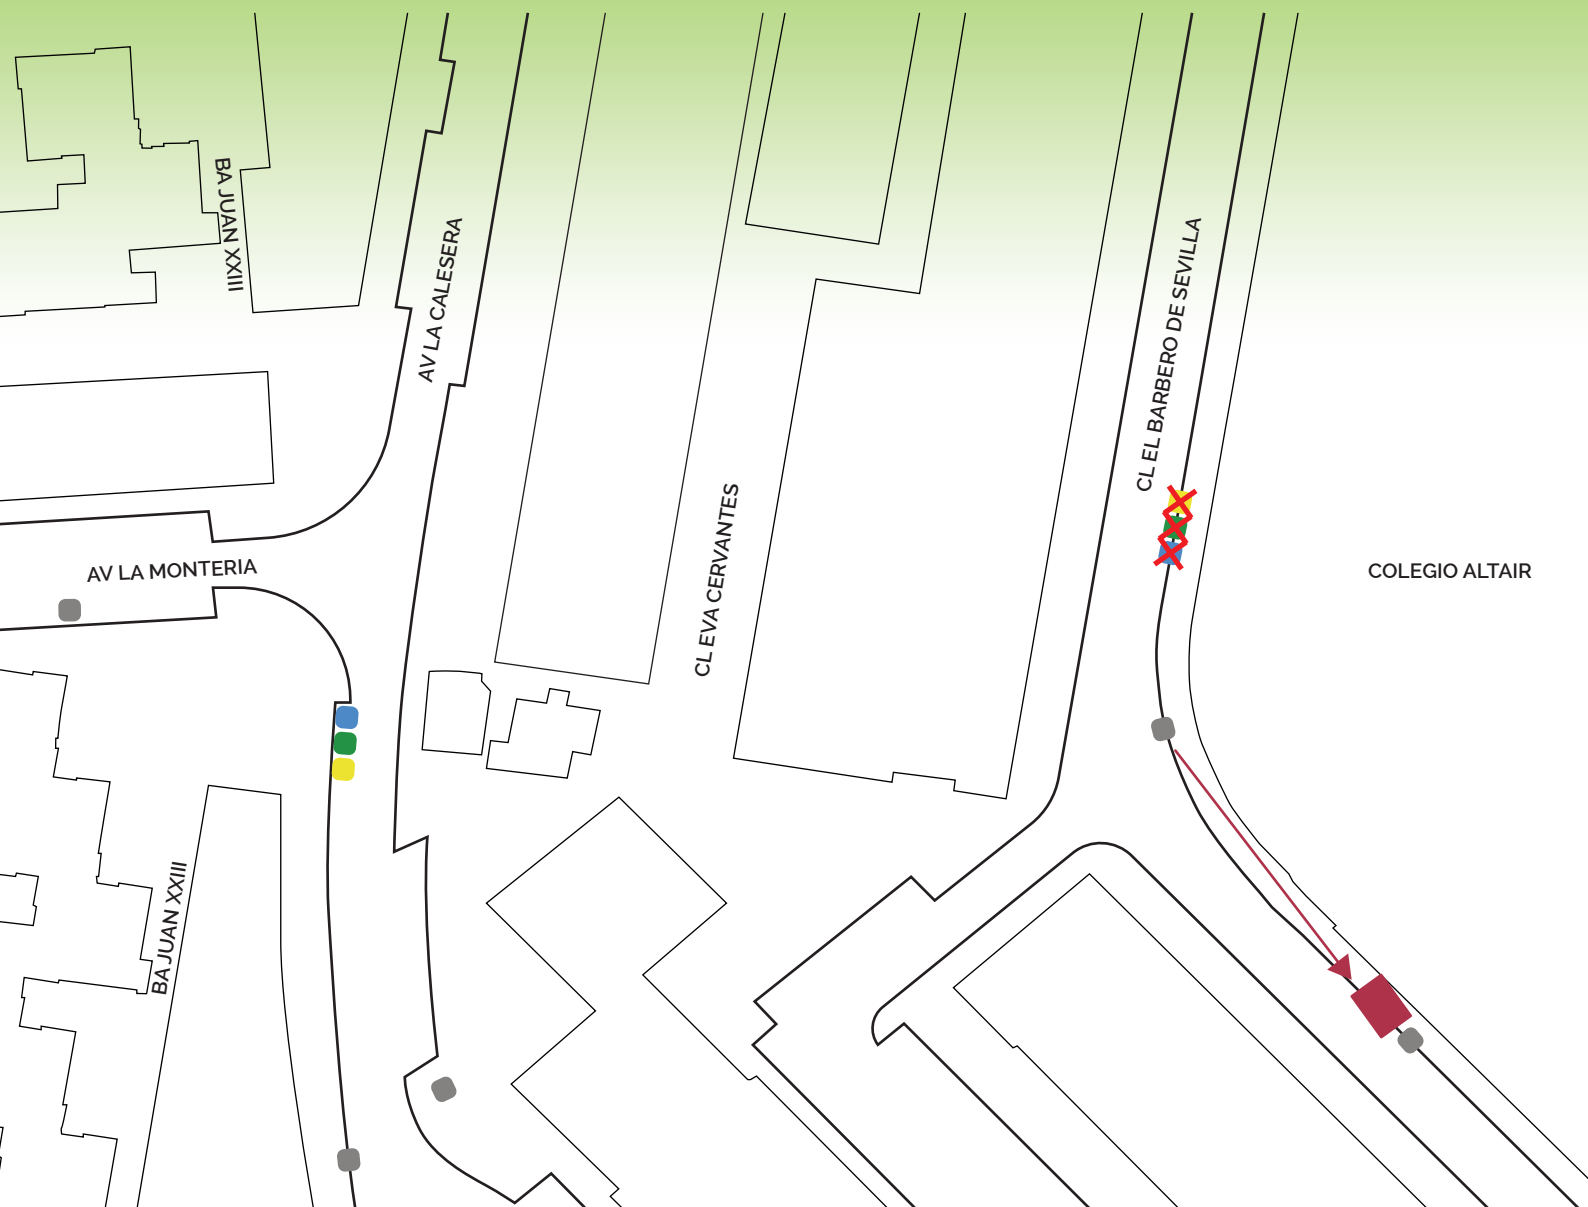 BA JUAN XXIII
AV LA CALESERA
CL EL BARBERO DE SEVILLA
CL EVA CERVANTES
AV LA MONTERIA
COLEGIO ALTAIR
BA JUAN XXIII